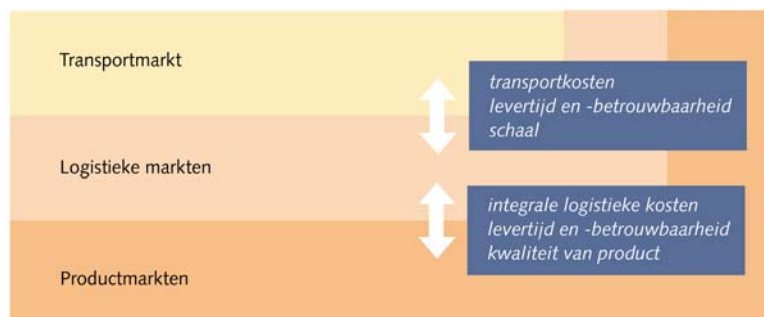 Transportmarkt
transportkosten
levertijd en -betrouwbaarheid
schaal
Logistieke markten
integrale logistieke kosten
levertijd en -betrouwbaarheid
kwaliteit van product
Productmarkten